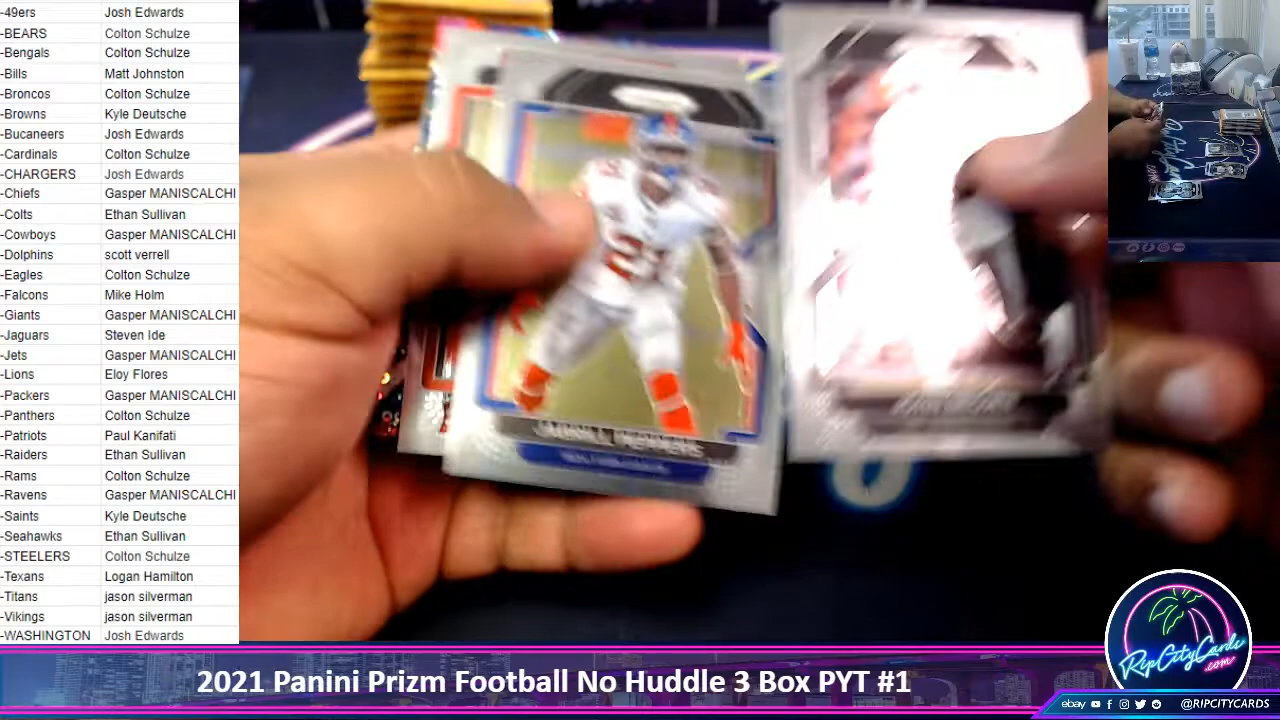 -49ers Josh Edwards
-BEARS Colton Schulze
-Bengals Colton Schulze
-Bills Matt Johnston
-Broncos Colton Schulze
-Browns Kyle Deutsche
-Bucaneers Josh Edwards
-Cardinals Colton Schulze
-CHARGERS Josh Edwards
-Chiefs Gasper MANISCALCHI
-Colts Ethan Sullivan
-Cowboys Gasper MANISCALCHI
-Dolphins scott verrell
-Eagles Colton Schulze
-Falcons Mike Holm
-Giants Gasper MANISCALCHI
-Jaguars Steven Ide
-Jets Gasper MANISCALCHI
-Lions Eloy Flores
-Packers Gasper MANISCALCHI
-Panthers Colton Schulze
-Patriots Paul Kanifati
-Raiders Ethan Sullivan
-Rams Colton Schulze
-Ravens Gasper MANISCALCHI
-Saints Kyle Deutsche
-Seahawks Ethan Sullivan
-STEELERS Colton Schulze
-Texans Logan Hamilton
-Titans jason silverman
-Vikings jason silverman
-WASHINGTON Josh Edwards
JABRILL PEPPERS
RipCityCards
.com
2021 Panini Prizm Football No Huddle 3 Box PYT #1
ebay @RIPCITYCARDS